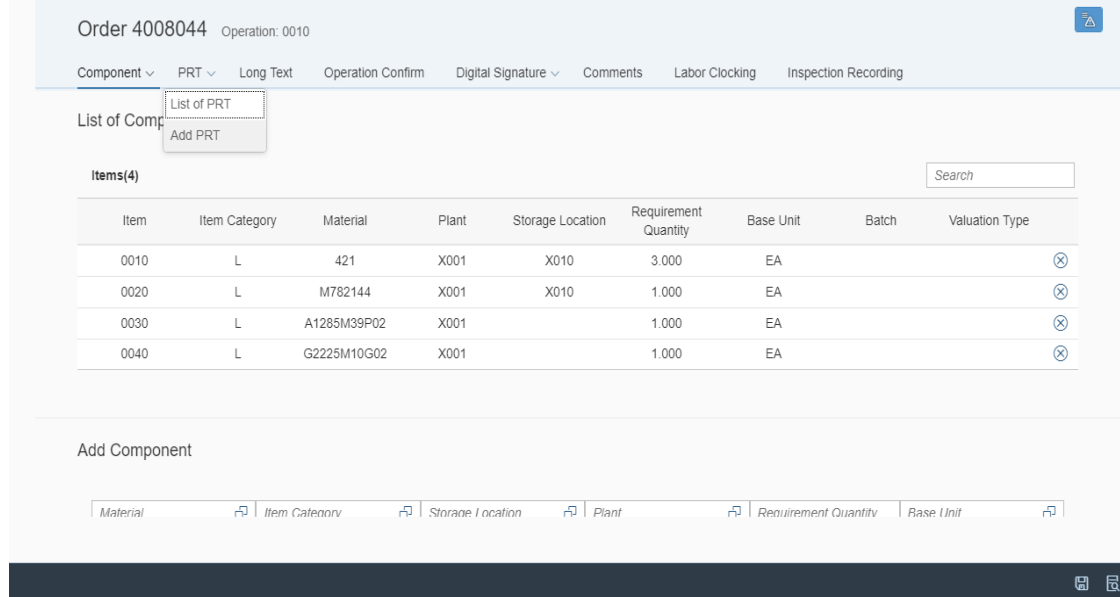 Order 4008044 Operation: 0010
Component PRT Long Text Operation Confirm Digital Signature Comments Labor Clocking Inspection Recording
List of PRT
Add PRT
List of Comp
Items(4) Search
Item Item Category Material Plant Storage Location Requirement Quantity Base Unit Batch Valuation Type
0010 L 421 X001 X010 3.000 EA
0020 L M782144 X001 X010 1.000 EA
0030 L A1285M39P02 X001 1.000 EA
0040 L G2225M10G02 X001 1.000 EA
Add Component
Material Item Category Storage Location Plant Requirement Quantity Base Unit